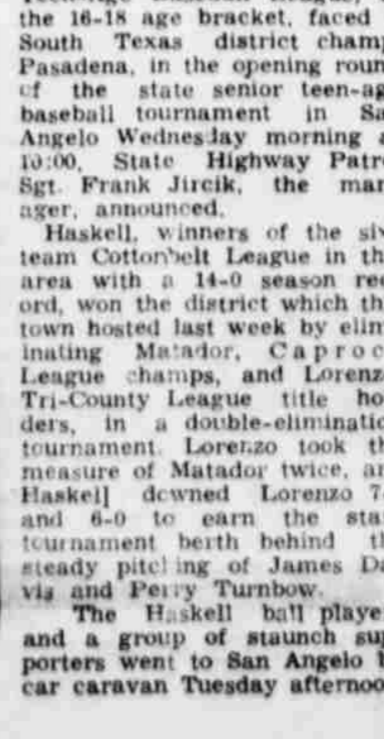 the 16-18 age bracket, faced
South Texas district cham
Pasadena, in the opening roun
of the state senior teen-ag
baseball tournament in Sa
Angelo Wednesday morning a
10:00, State Highway Patr
Sgt. Frank Jircik, the man
ager, announced.
Haskell, winners of the six
team Cottonbelt League in th
area with a 14-0 season rec
ord, won the district which th
town hosted last week by elim
inating Matador, Caproc
League champs, and Lorenz
Tri-County League title ho
ders, in a double-eliminatio
tournament. Lorenzo took th
measure of Matador twice, an
Haskell downed Lorenzo 7
and 6-0 to earn the sta
tournament berth behind th
steady pitching of James Da
vis and Perry Turnbow.
The Haskell ball playe
and a group of staunch sup
porters went to San Angelo b
car caravan Tuesday afternoo